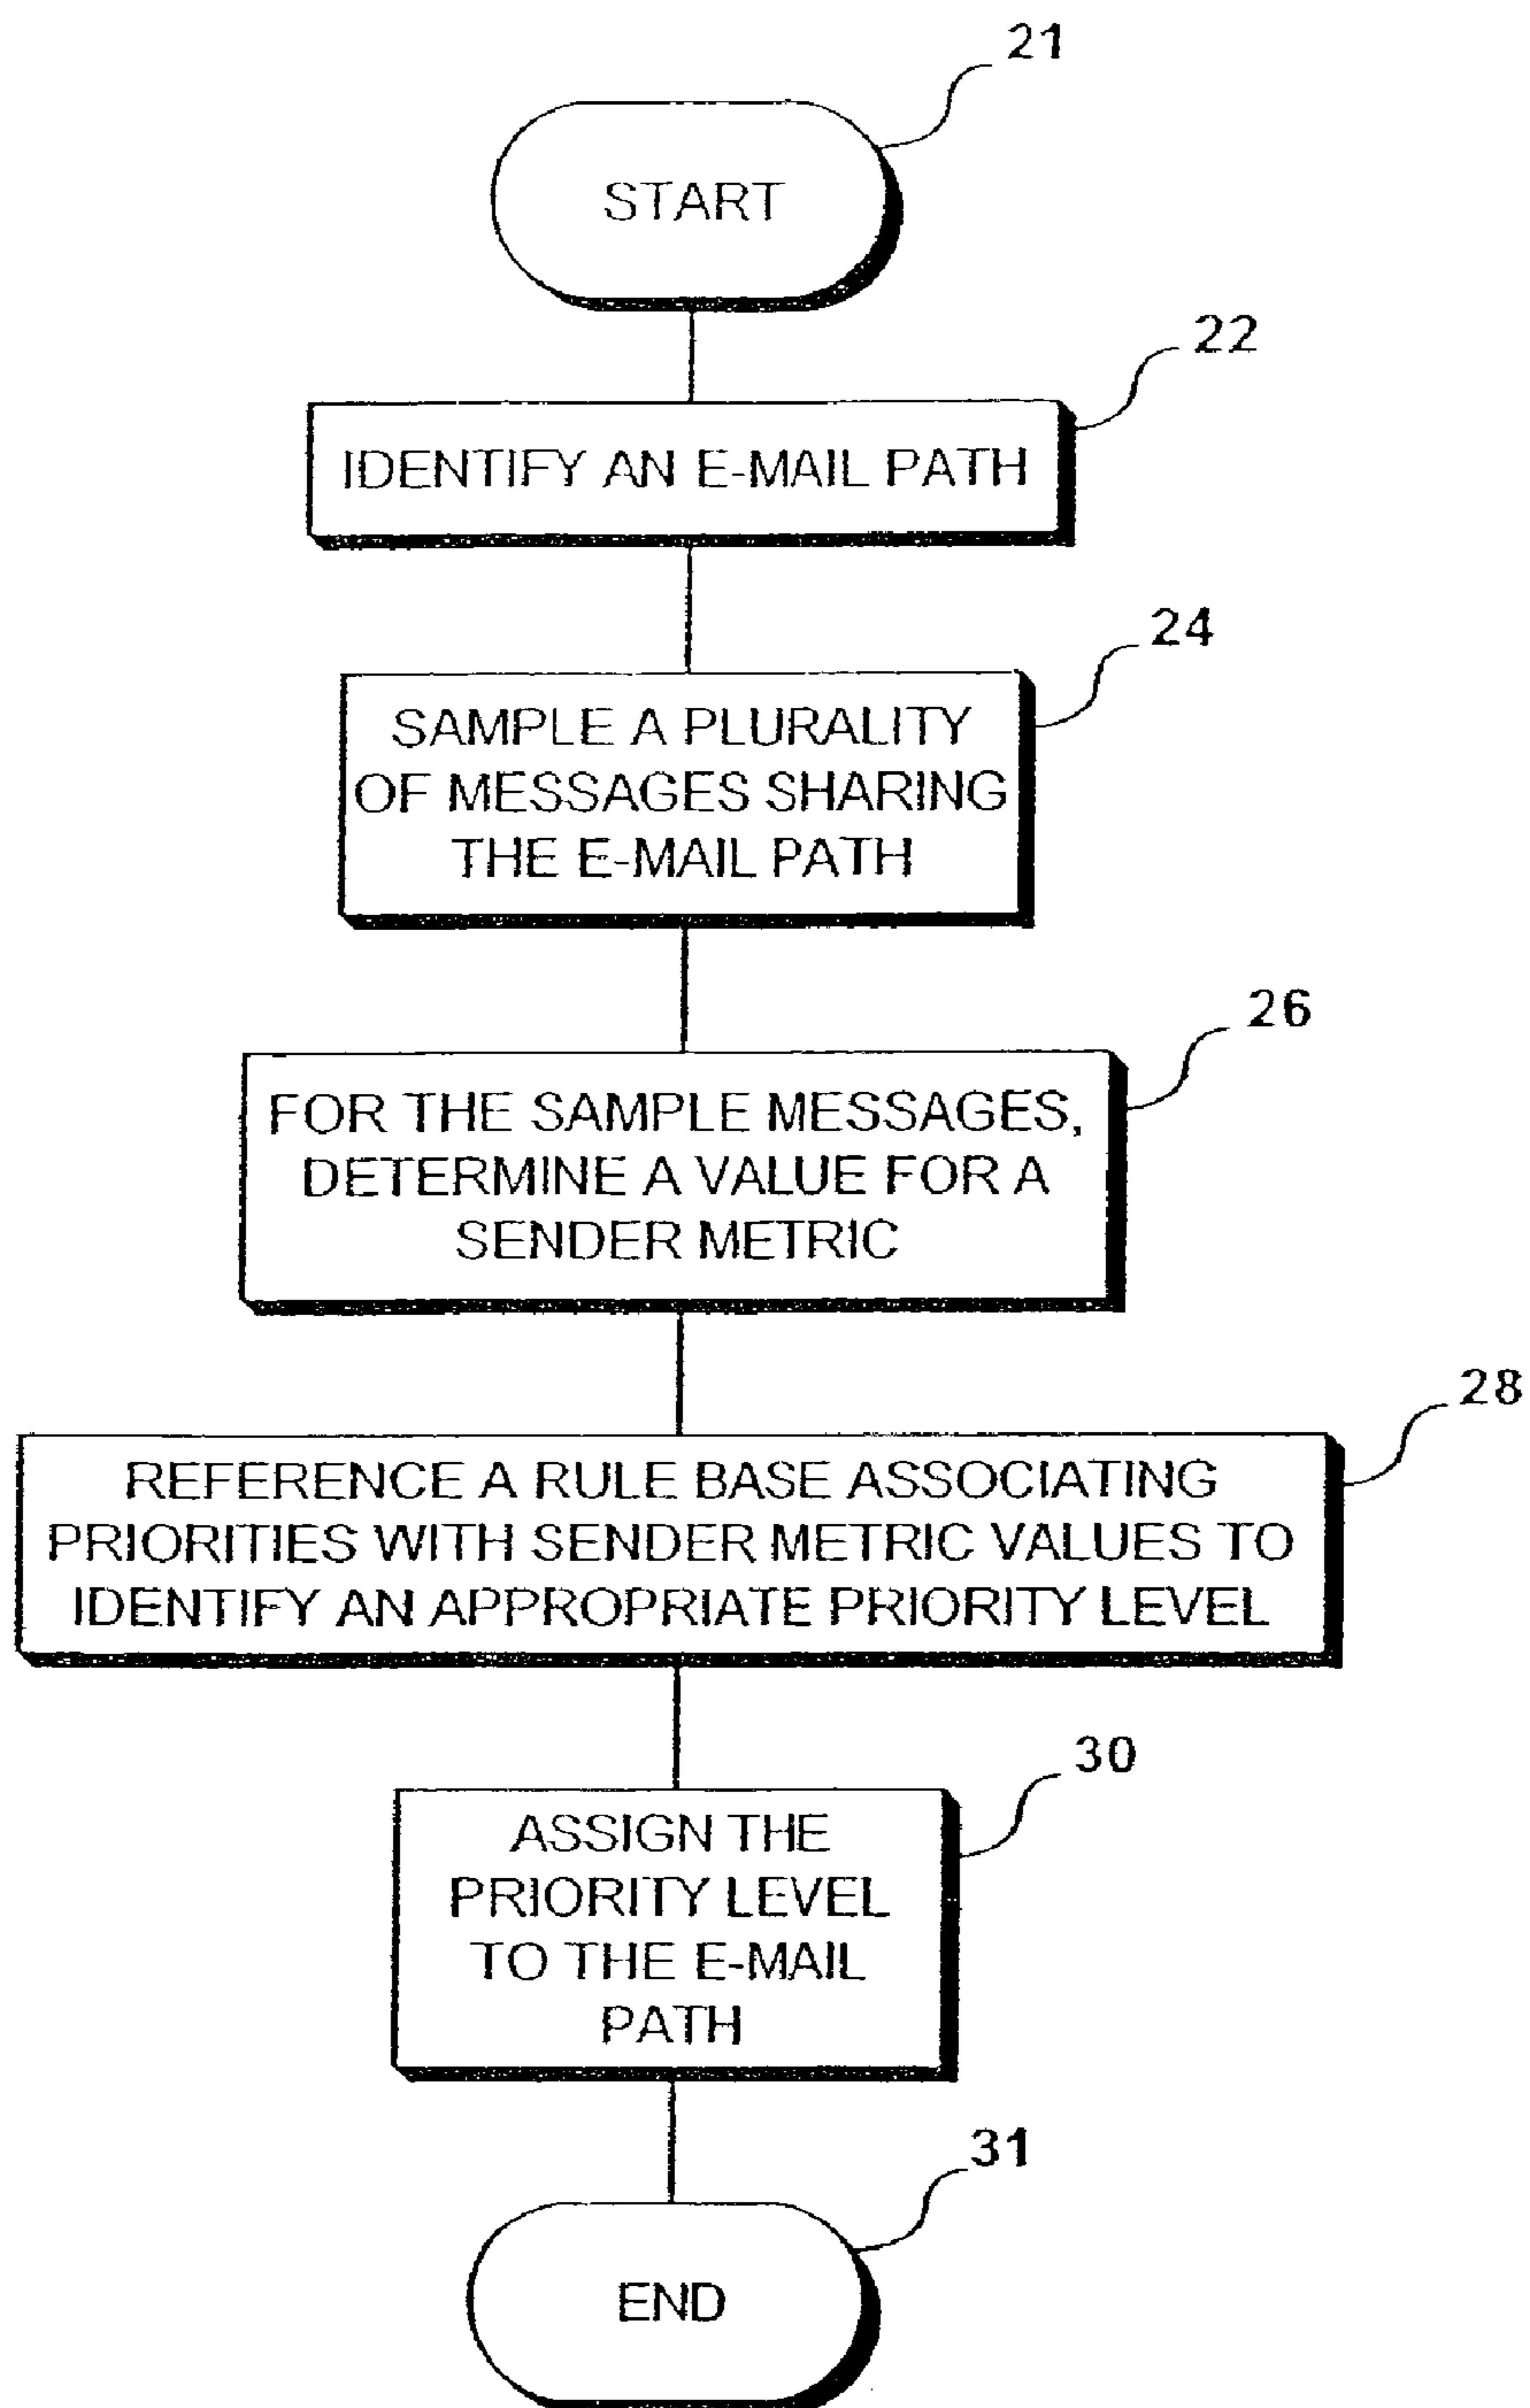 21
START
22
IDENTIFY AN E-MAIL PATH
24
SAMPLE A PLURALITY
OF MESSAGES SHARING
THE E-MAIL PATH
26
FOR THE SAMPLE MESSAGES,
DETERMINE A VALUE FOR A
SENDER METRIC
28
REFERENCE A RULE BASE ASSOCIATING
PRIORITIES WITH SENDER METRIC VALUES TO
IDENTIFY AN APPROPRIATE PRIORITY LEVEL
30
ASSIGN THE
PRIORITY LEVEL
TO THE E-MAIL
PATH
31
END